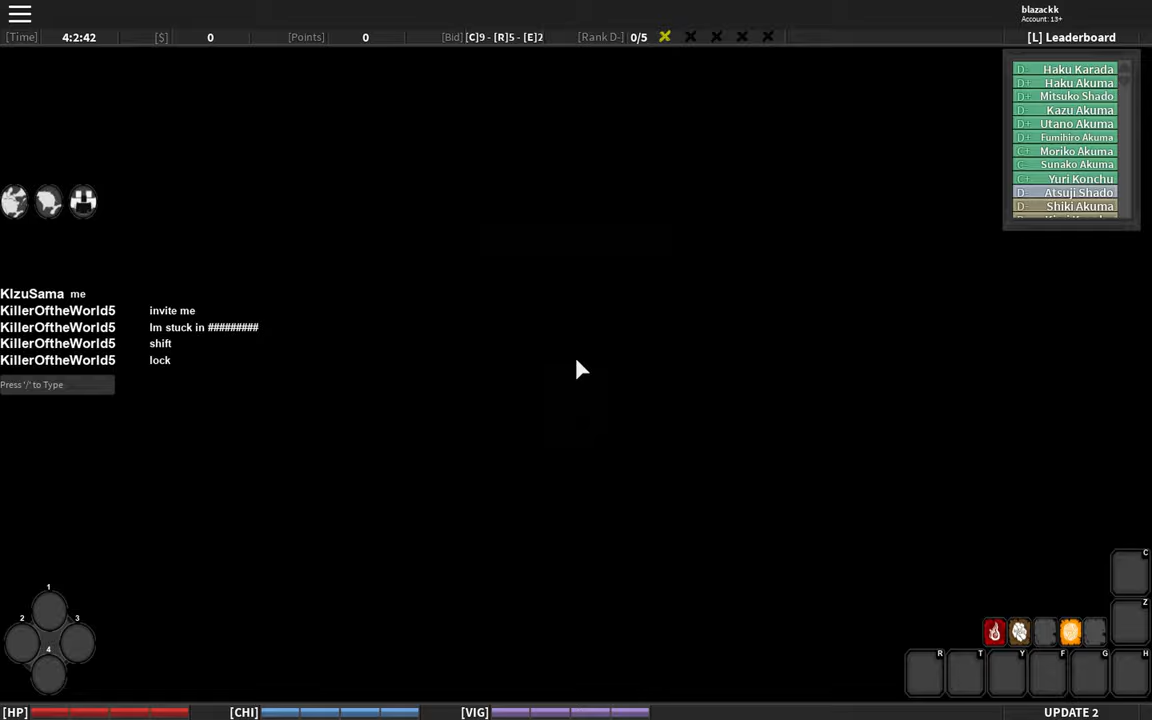 blazackk
Account: 13+
[Time] 4:2:42 [$] 0 [Points] 0 [Bid] [C]9 - [R]5 - [E]2 [Rank D-] 0/5 [L] Leaderboard
D- Haku Karada
D+ Haku Akuma
D+ Mitsuko Shado
D- Kazu Akuma
D+ Utano Akuma
D+ Fumihiro Akuma
C+ Moriko Akuma
C- Sunako Akuma
C+ Yuri Konchu
D- Atsuji Shado
D- Shiki Akuma
KIzuSama me
KillerOftheWorld5 invite me
KillerOftheWorld5 Im stuck in #########
KillerOftheWorld5 shift
KillerOftheWorld5 lock
Press '/' to Type
C
1
Z
2 3
4
R T Y F G H
[HP] [CHI] [VIG] UPDATE 2